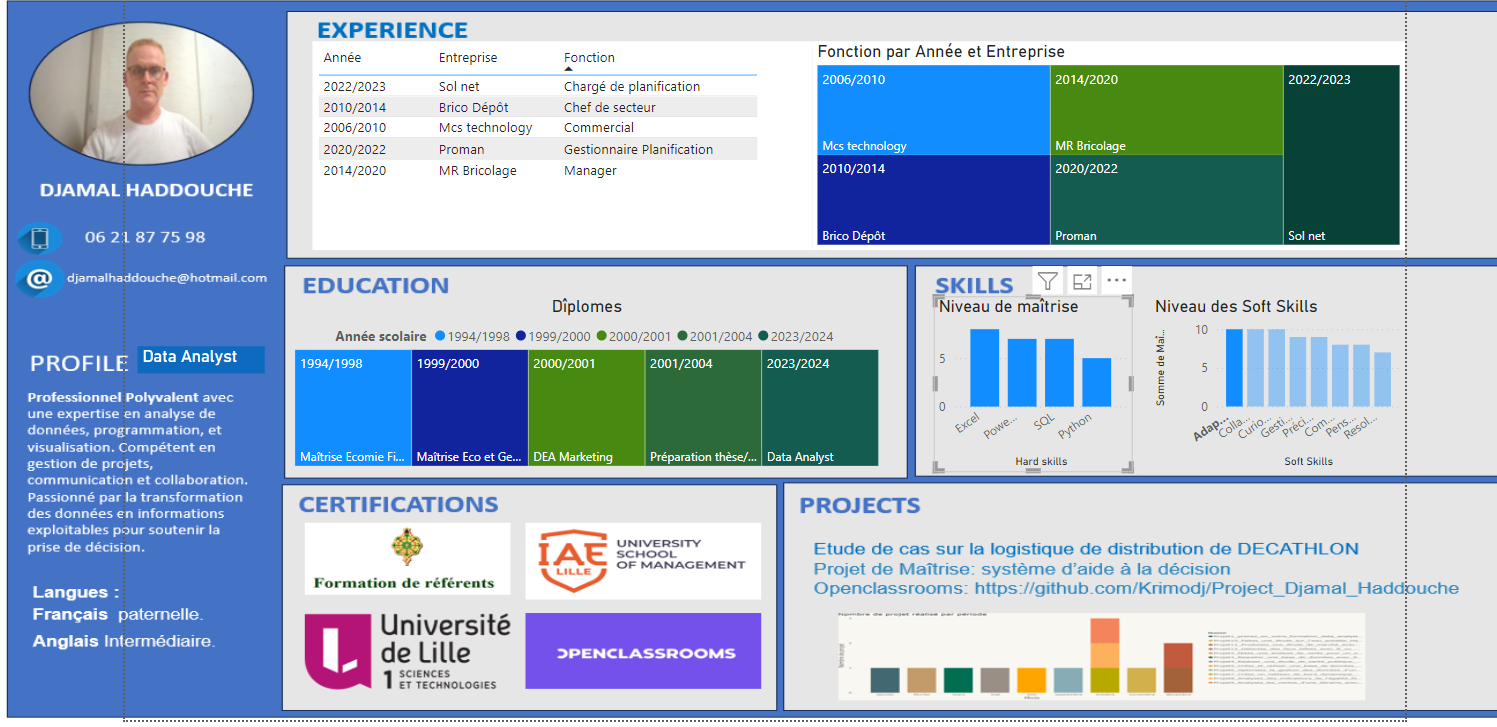 DJAMAL HADDOUCHE
06 21 87 75 98
djamalhaddouche@hotmail.com
PROFILE
Data Analyst
Professionnel Polyvalent avec
une expertise en analyse de
données, programmation, et
visualisation. Compétent en
gestion de projets,
communication et collaboration.
Passionné par la transformation
des données en informations
exploitables pour soutenir la
prise de décision.
Langues :
Français paternelle.
Anglais Intermédiaire.
EXPERIENCE
Année Entreprise Fonction
2022/2023 Sol net Chargé de planification
2010/2014 Brico Dépôt Chef de secteur
2006/2010 Mcs technology Commercial
2020/2022 Proman Gestionnaire Planification
2014/2020 MR Bricolage Manager
Fonction par Année et Entreprise
2006/2010
Mcs technology
2010/2014
Brico Dépôt
2014/2020
MR Bricolage
2020/2022
Proman
2022/2023
Sol net
EDUCATION
Dîplomes
Année scolaire 1994/1998 1999/2000 2000/2001 2001/2004 2023/2024
1994/1998
Maîtrise Ecomie Fi...
1999/2000
Maîtrise Eco et Ge...
2000/2001
DEA Marketing
2001/2004
Préparation thèse/...
2023/2024
Data Analyst
SKILLS
Niveau de maîtrise
5
0
Excel Powe... SQL Python
Hard skills
Niveau des Soft Skills
Somme de Maî...
10
5
0
Adap... Colla... Curio... Gesti... Préci... Com... Pens... Resol...
Soft Skills
CERTIFICATIONS
Formation de référents
IAE
LILLE
UNIVERSITY
SCHOOL
OF MANAGEMENT
Université
de Lille
1 SCIENCES
ET TECHNOLOGIES
OPENCLASSROOMS
PROJECTS
Etude de cas sur la logistique de distribution de DECATHLON
Projet de Maîtrise: système d'aide à la décision
Openclassrooms: https://github.com/Krimodj/Project_Djamal_Haddouche
Nombre de projet réalisé par période